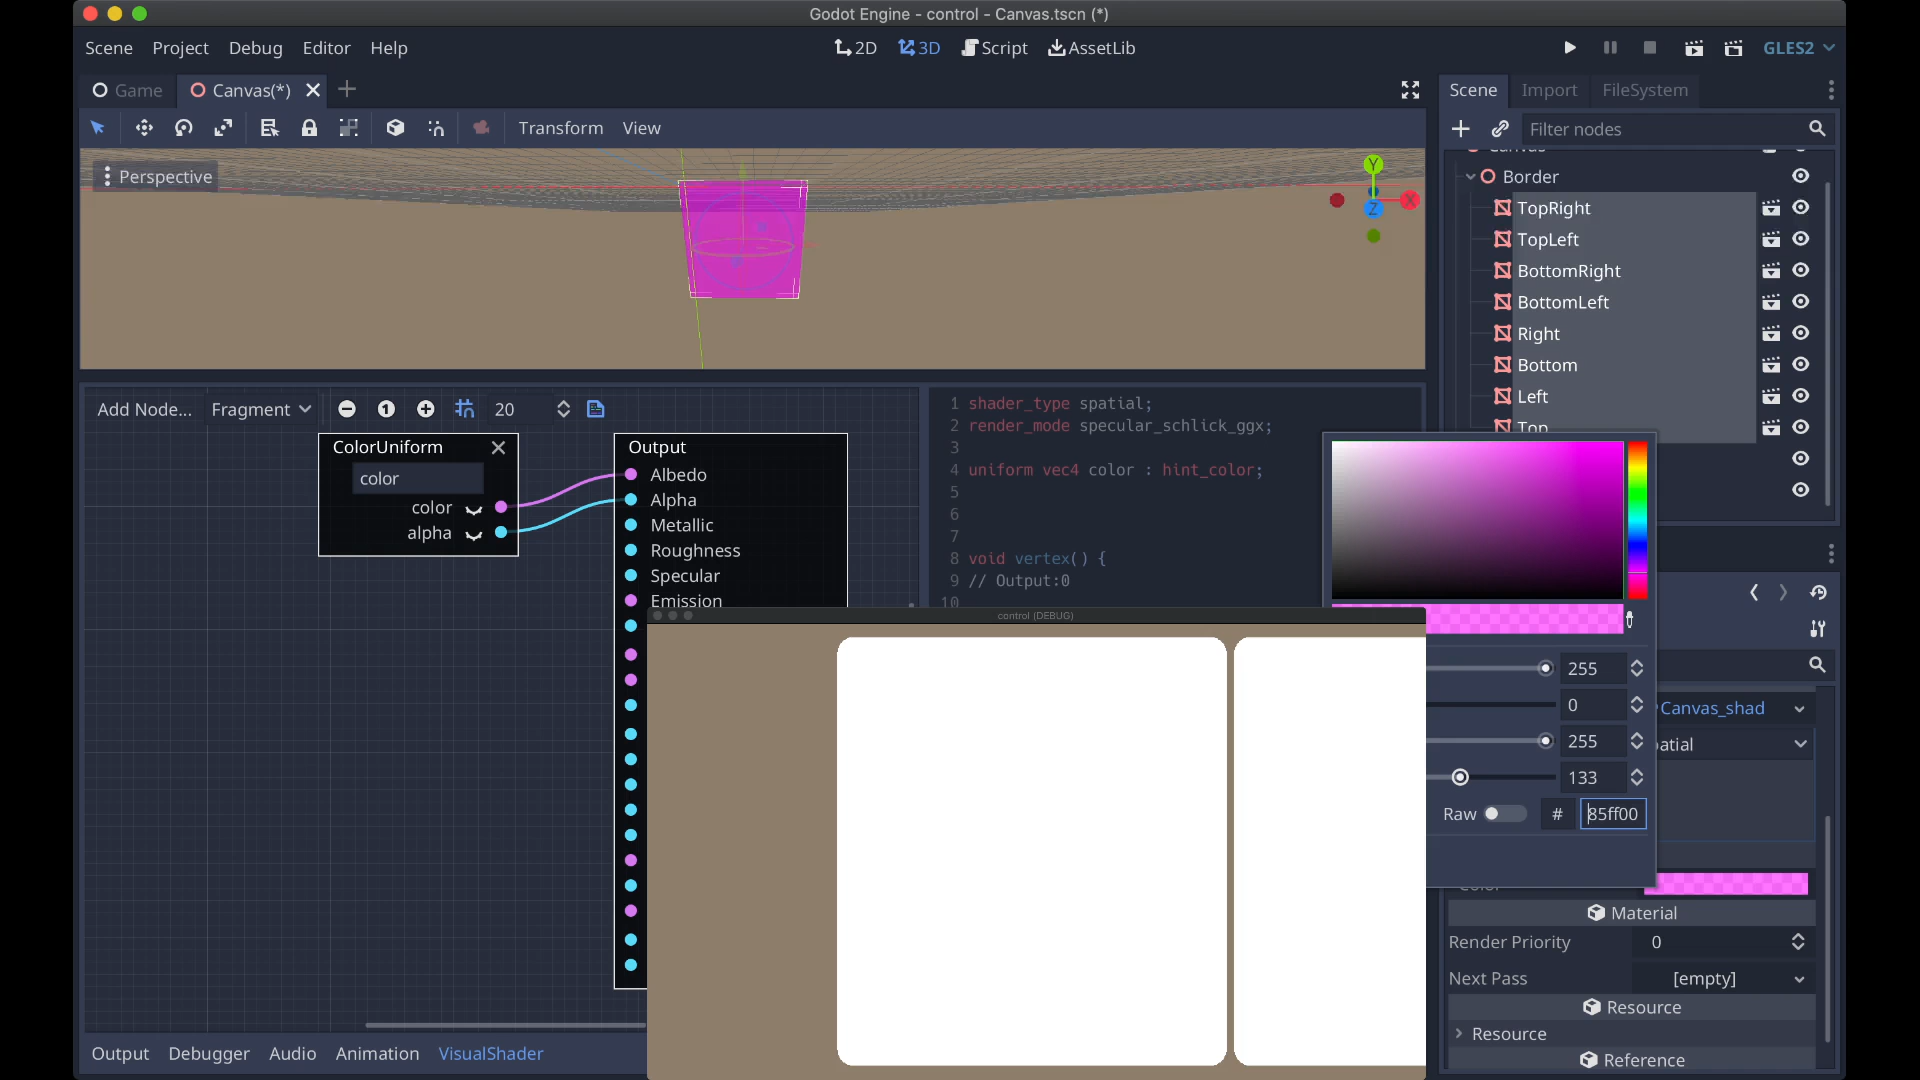 Godot Engine - control - Canvas.tscn (*)
Scene Project Debug Editor Help
2D 3D Script AssetLib
GLES2
Game Canvas(*)
Scene Import FileSystem
Transform View
Filter nodes
Perspective
Y
X
Z
Canvas
Border
TopRight
TopLeft
BottomRight
BottomLeft
Right
Bottom
Left
Top
Add Node... Fragment 1 20
ColorUniform
color
color
alpha
Output
Albedo
Alpha
Metallic
Roughness
Specular
Emission
1 shader_type spatial;
2 render_mode specular_schlick_ggx;
3
4 uniform vec4 color : hint_color;
5
6
7
8 void vertex() {
9 // Output:0
10
control (DEBUG)
255
0
255
133
Raw # 85ff00
Canvas_shad
atial
Color
Material
Render Priority 0
Next Pass [empty]
Resource
Resource
Reference
Output Debugger Audio Animation VisualShader